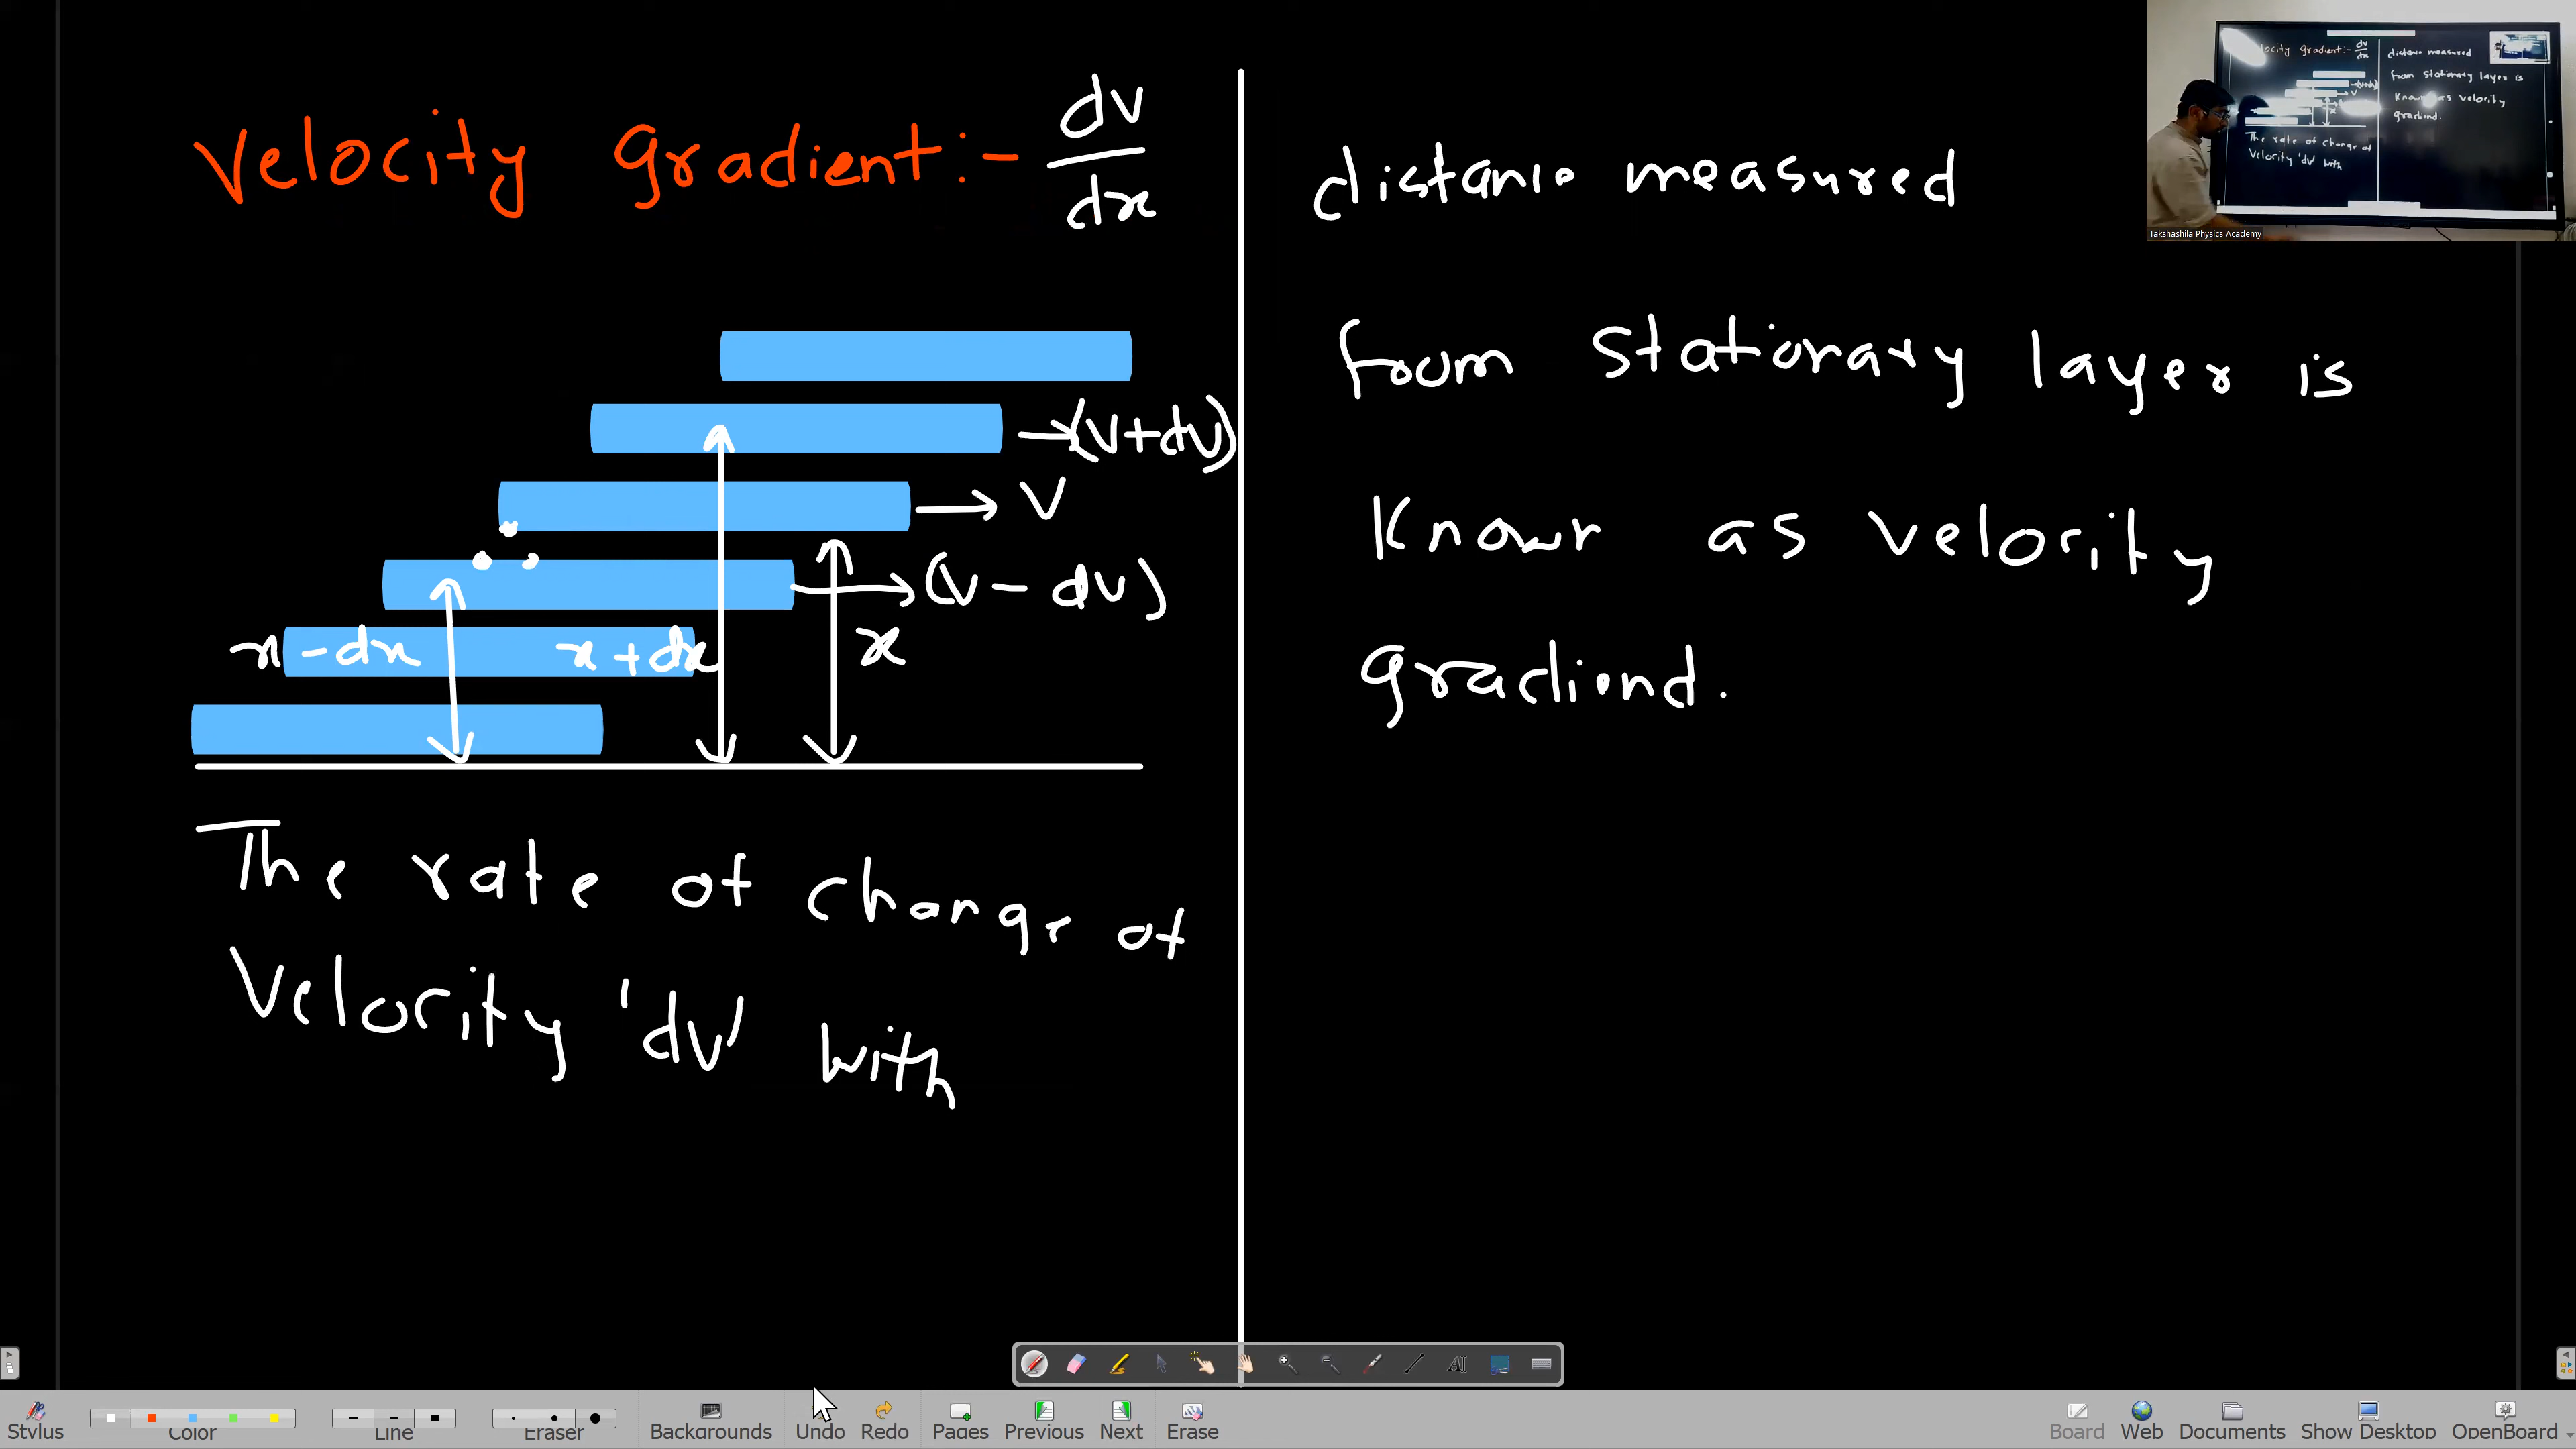 Velocity gradient:- dv/dx
→(v+dv)
→ v
→(v - dv)
x - dx
x + dx
x
The rate of change of
Velocity 'dv' with
distance measured
from stationary layer is
Known as velocity
gradiend.
Takshashila Physics Academy
Stylus
Color
Line
Eraser
Backgrounds
Undo
Redo
Pages
Previous
Next
Erase
Board
Web
Documents
Show Desktop
OpenBoard